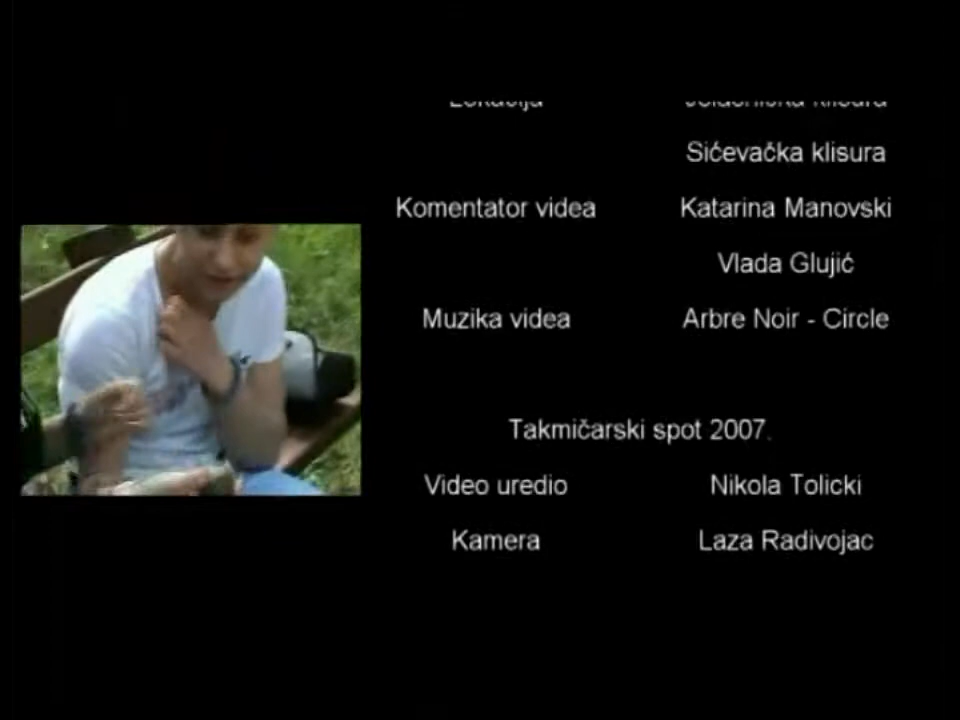 Sićevačka klisura
Komentator videa Katarina Manovski
Vlada Glujić
Muzika videa Arbre Noir - Circle
Takmičarski spot 2007.
Video uredio Nikola Tolicki
Kamera Laza Radivojac